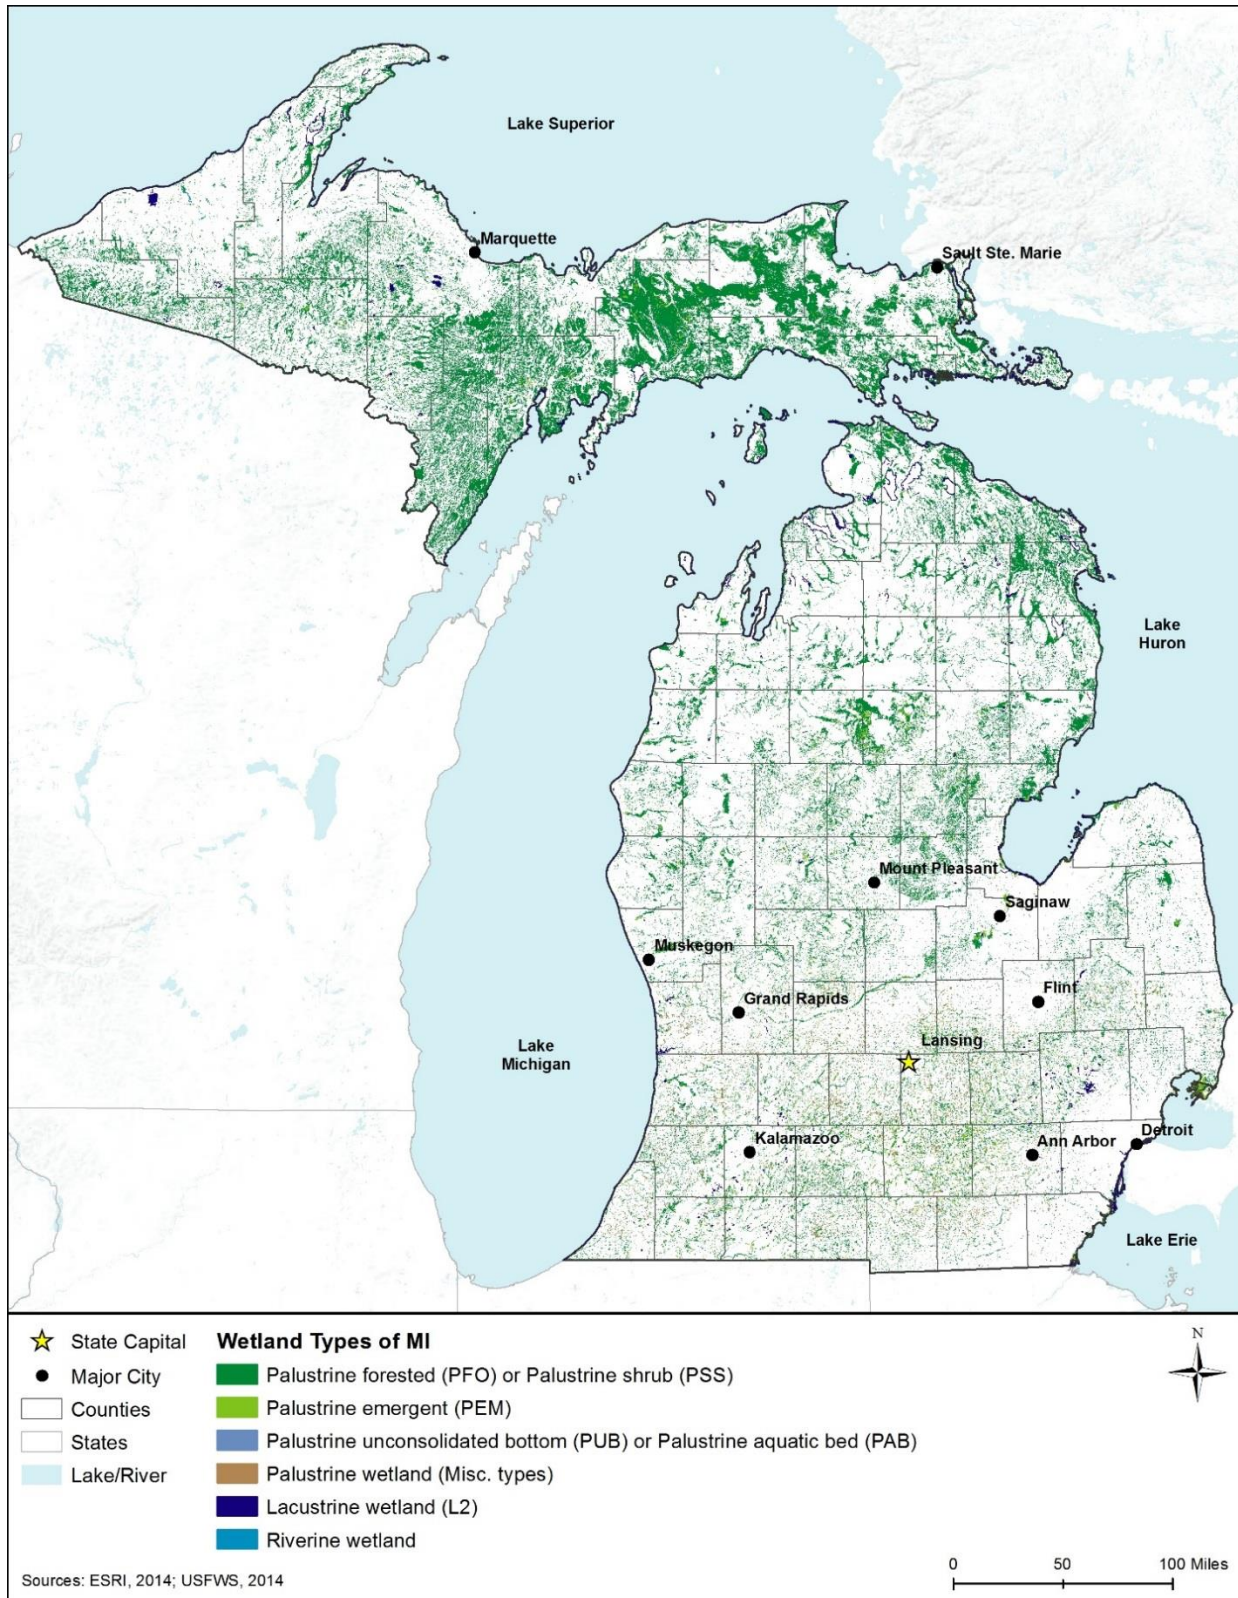 Lake Superior
Marquette
Sault Ste. Marie
Lake
Huron
Mount Pleasant
Saginaw
Muskegon
Flint
Grand Rapids
Lansing
Lake
Michigan
Kalamazoo
Ann Arbor
Detroit
Lake Erie
State Capital
Major City
Counties
States
Lake/River
Wetland Types of MI
Palustrine forested (PFO) or Palustrine shrub (PSS)
Palustrine emergent (PEM)
Palustrine unconsolidated bottom (PUB) or Palustrine aquatic bed (PAB)
Palustrine wetland (Misc. types)
Lacustrine wetland (L2)
Riverine wetland
N
0 50 100 Miles
Sources: ESRI, 2014; USFWS, 2014